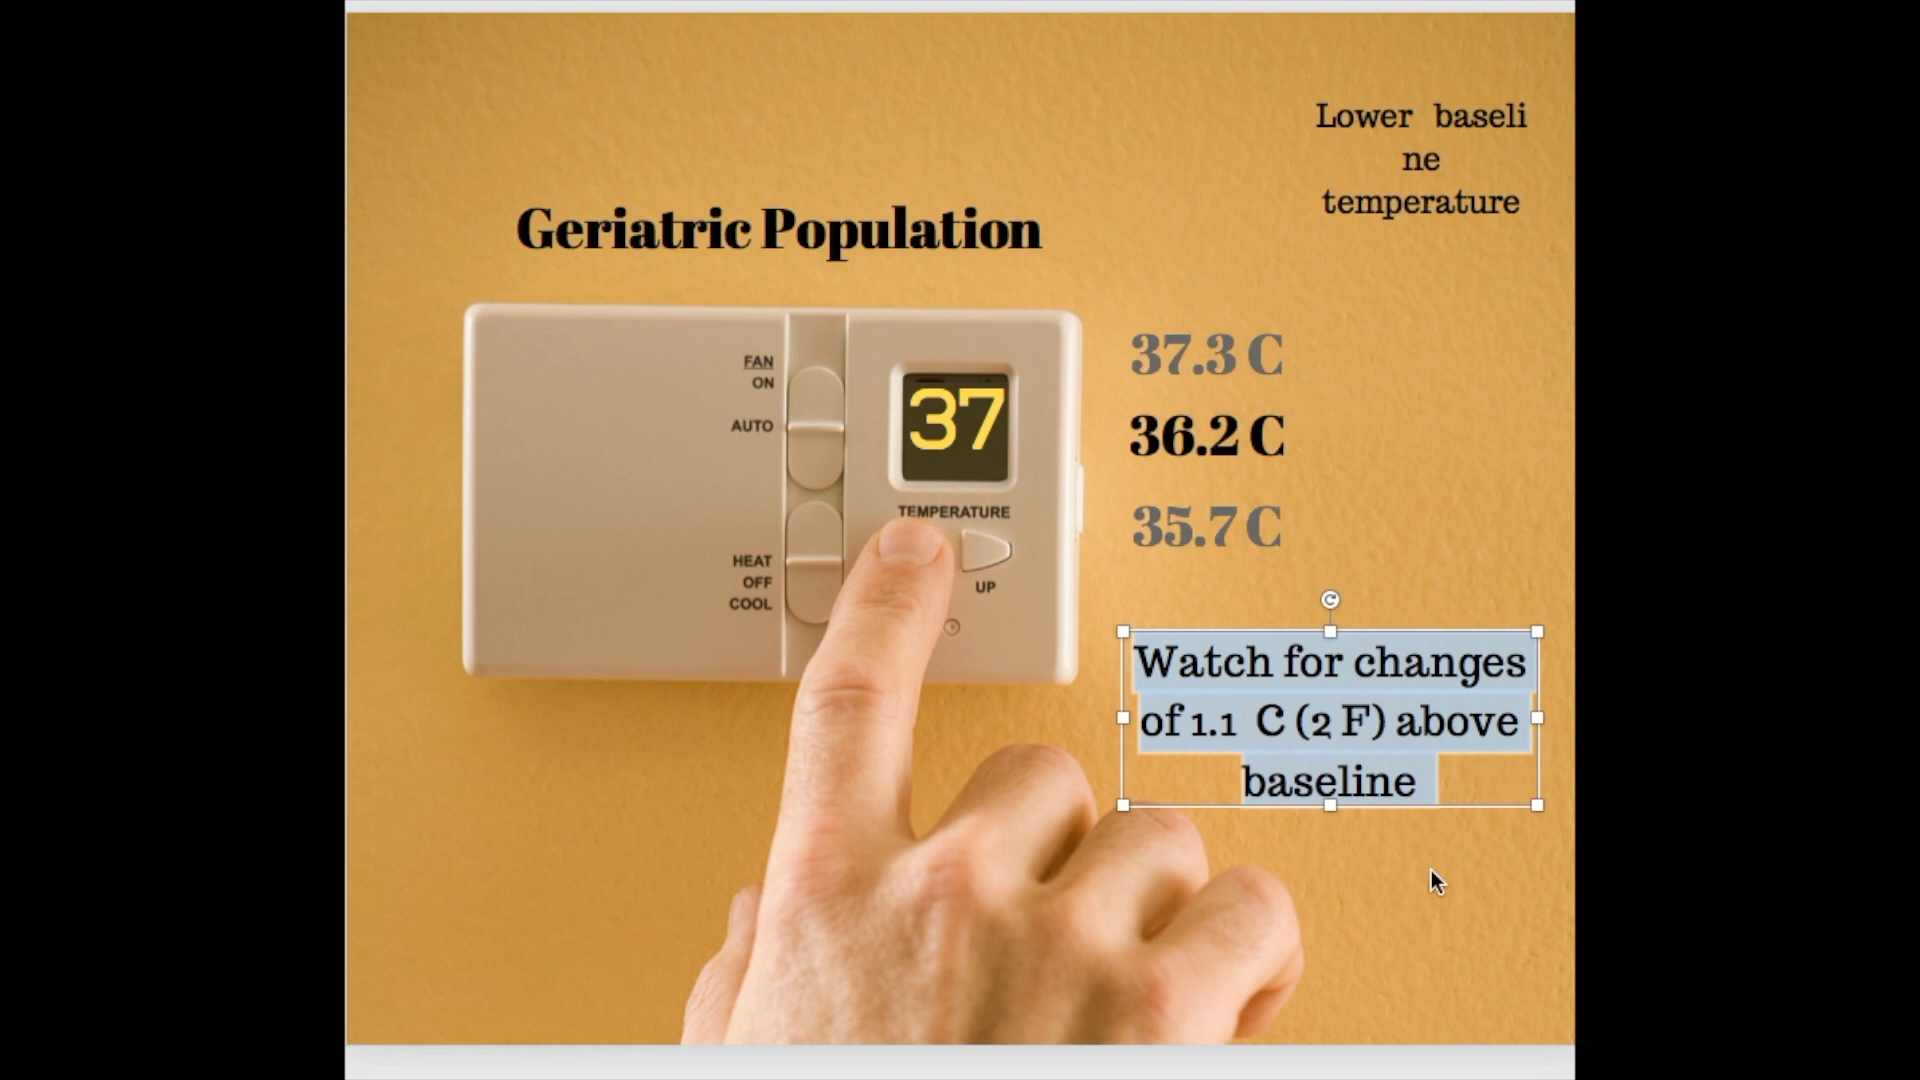 Lower baseli
ne
temperature
Geriatric Population
FAN
ON
AUTO
HEAT
OFF
COOL
37
TEMPERATURE
UP
37.3 C
36.2 C
35.7 C
Watch for changes
of 1.1 C (2 F) above
baseline